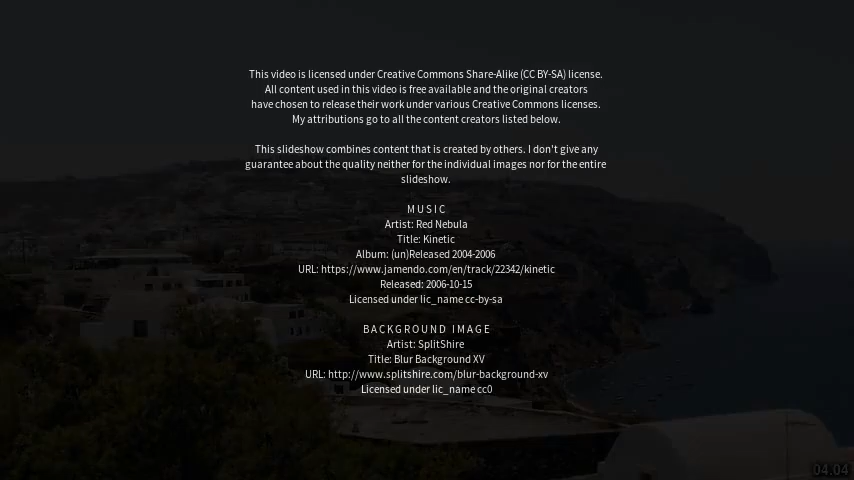 This video is licensed under Creative Commons Share-Alike (CC BY-SA) license.
All content used in this video is free available and the original creators
have chosen to release their work under various Creative Commons licenses.
My attributions go to all the content creators listed below.
This slideshow combines content that is created by others. I don't give any
guarantee about the quality neither for the individual images nor for the entire
slideshow.
MUSIC
Artist: Red Nebula
Title: Kinetic
Album: (un)Released 2004-2006
URL: https://www.jamendo.com/en/track/22342/kinetic
Released: 2006-10-15
Licensed under lic_name cc-by-sa
BACKGROUND IMAGE
Artist: SplitShire
Title: Blur Background XV
URL: http://www.splitshire.com/blur-background-xv
Licensed under lic_name cc0
04.04